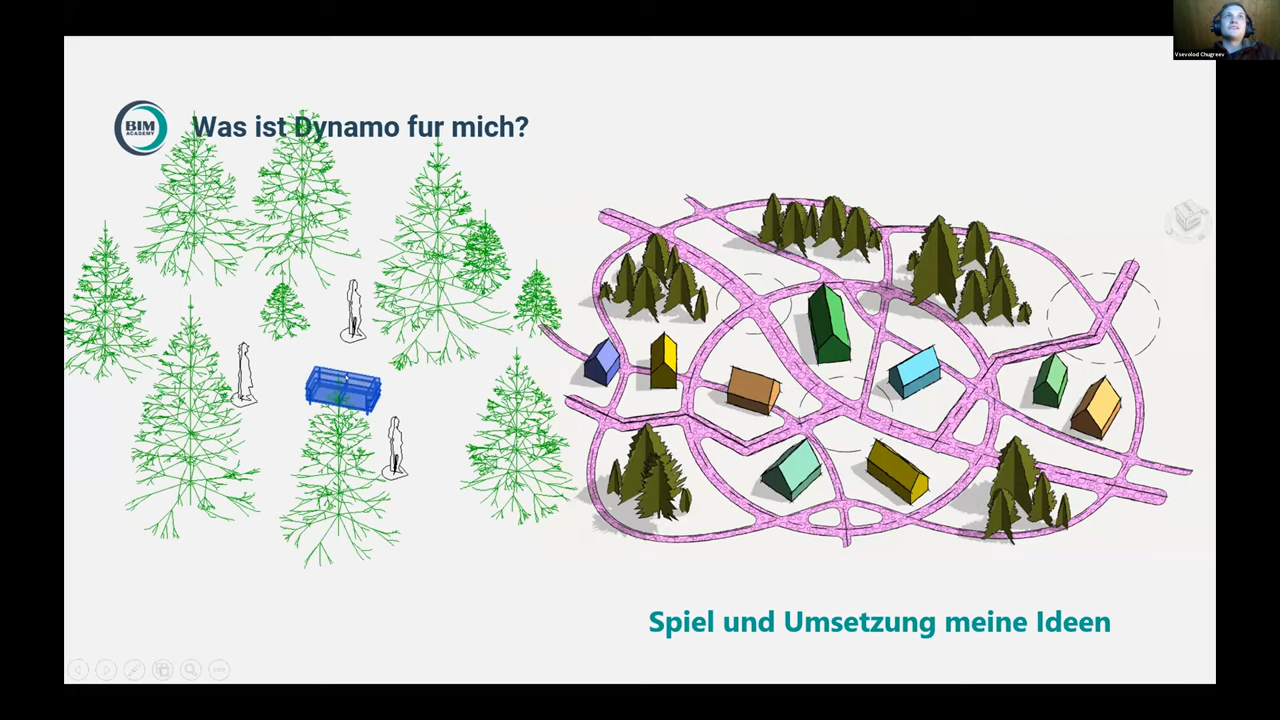 Vsevolod Chugreev
BIM
ACADEMY
Was ist Dynamo fur mich?
Spiel und Umsetzung meine Ideen